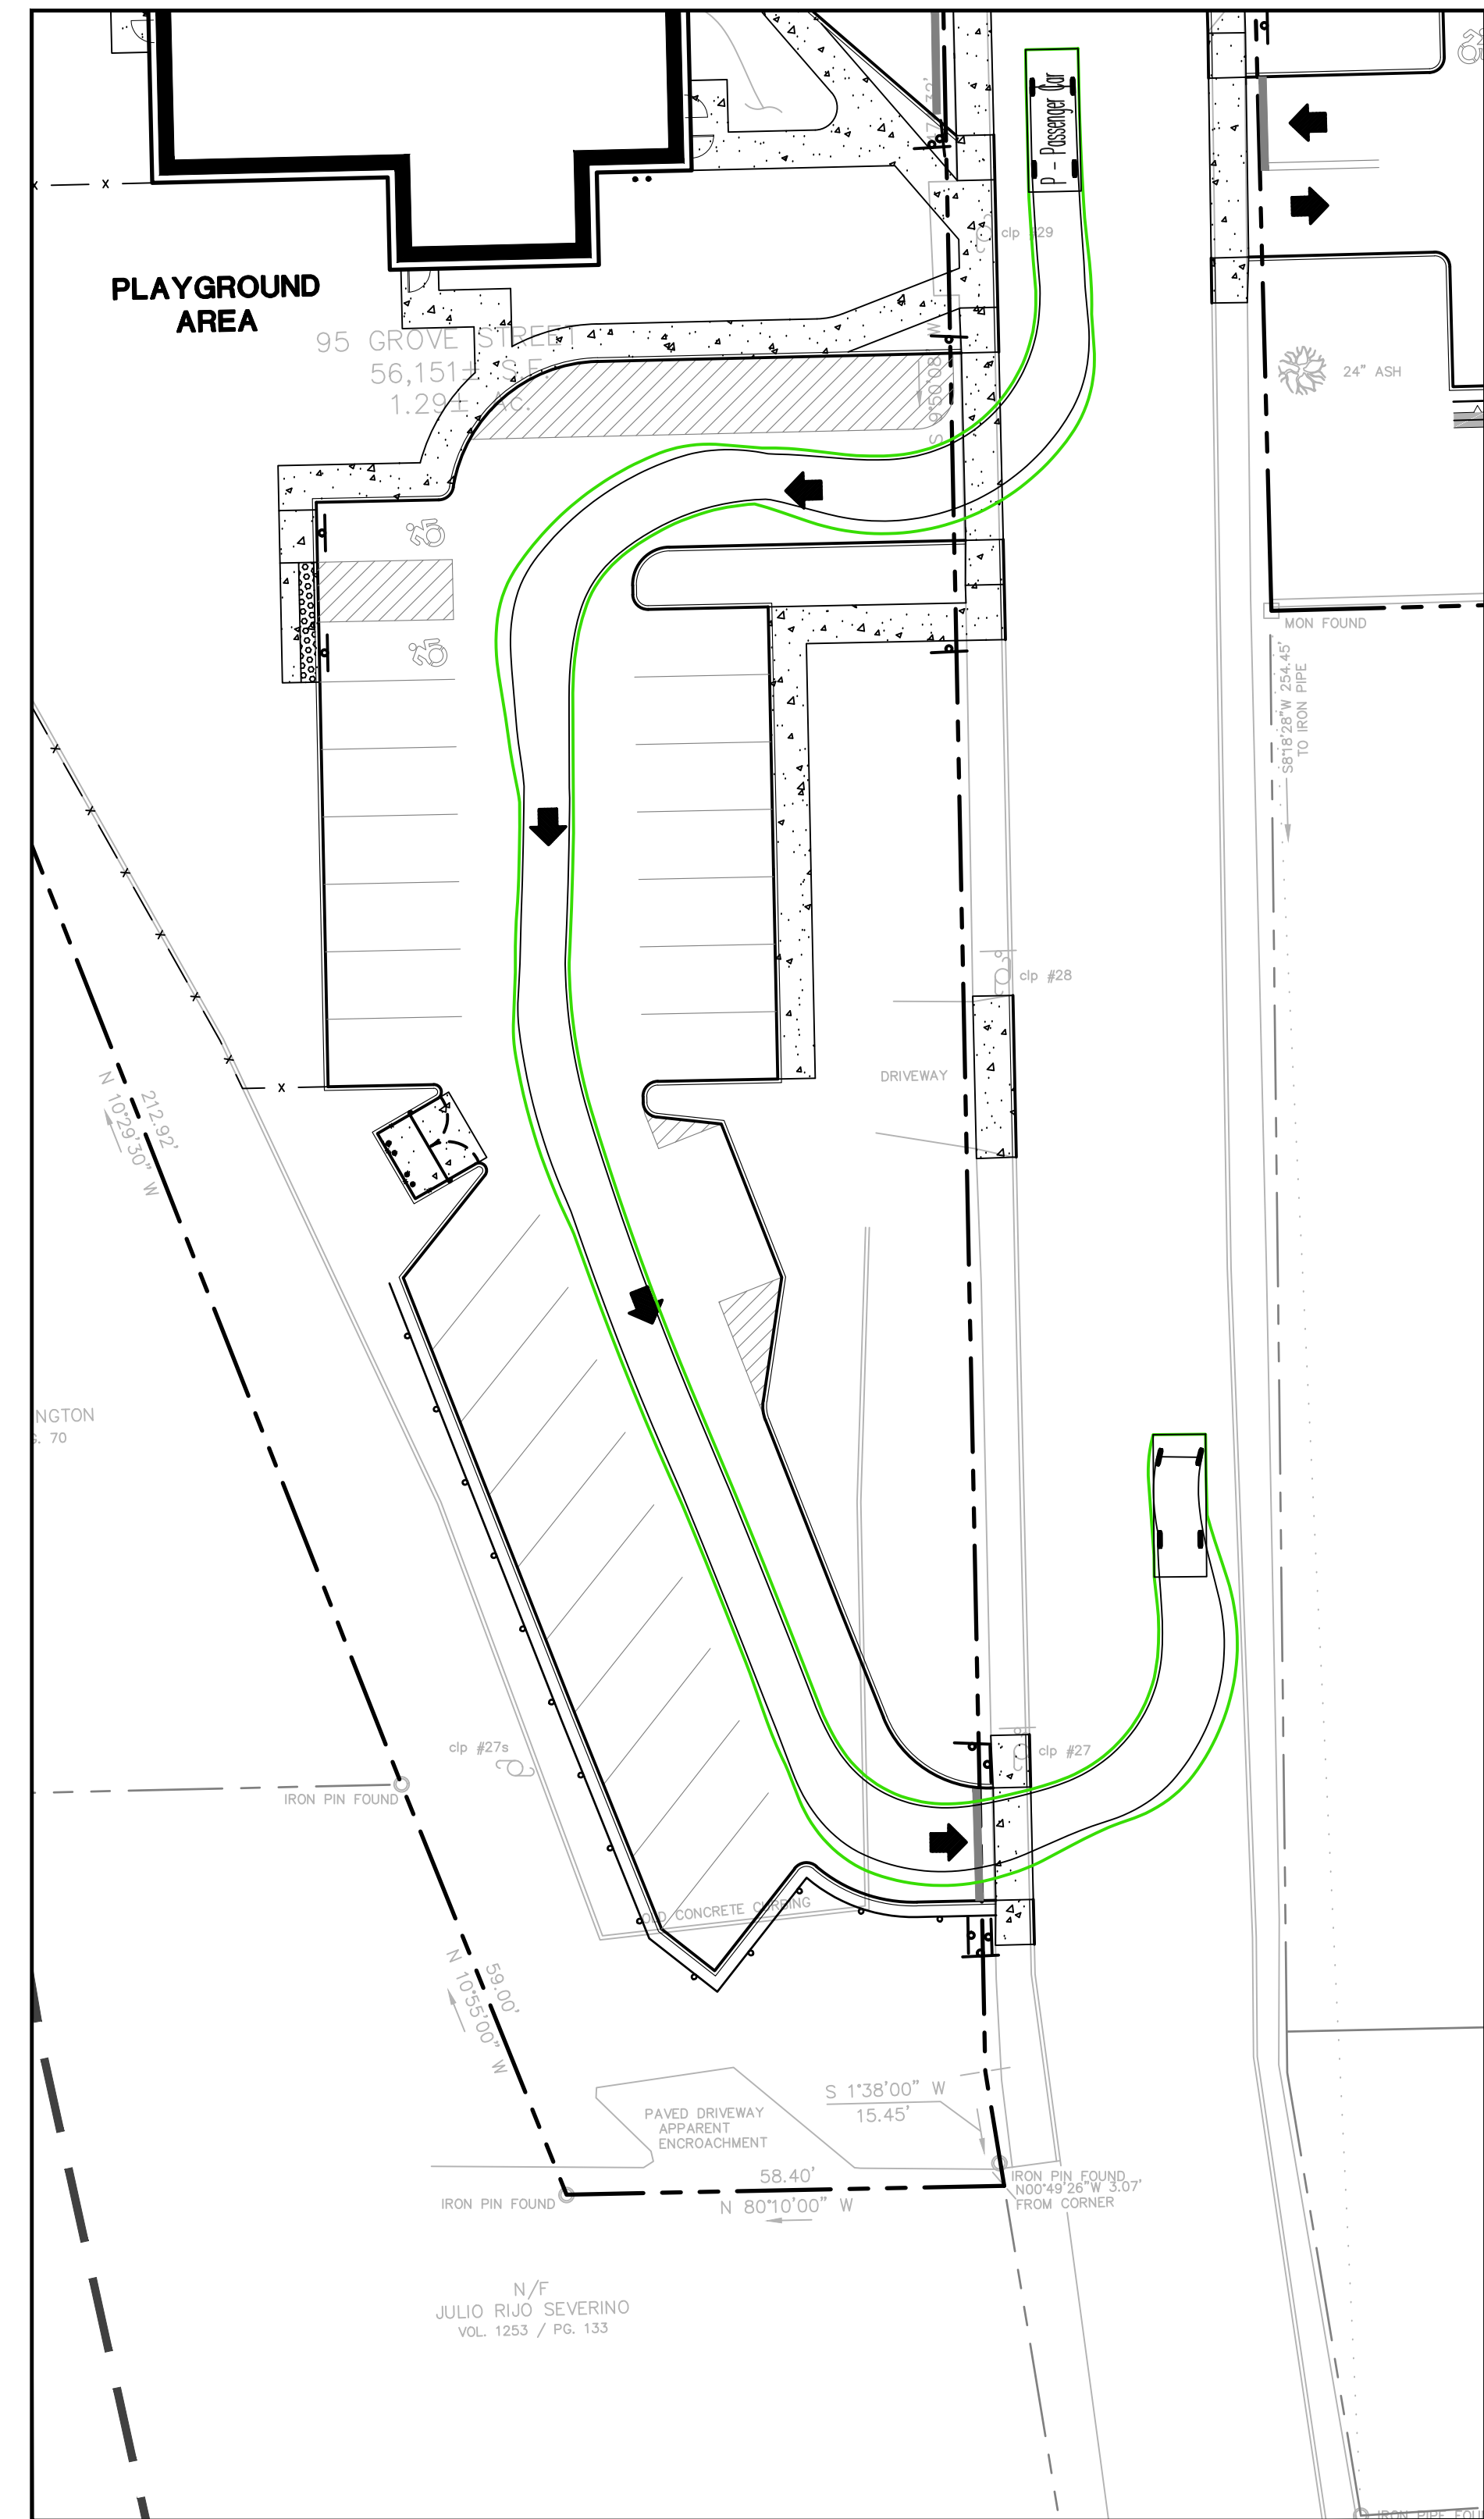 P - Passenger Car
clp #29
PLAYGROUND
AREA
95 GROVE STREET
56,151± S.F.
1.29± Ac.
24" ASH
MON FOUND
S8°18'28"W 254.45'
TO IRON PIPE
clp #28
DRIVEWAY
212.92'
N 10°29'30" W
NGTON
70
clp #27s
clp #27
IRON PIN FOUND
OLD CONCRETE CURBING
59.00'
N 10°55'00" W
S 1°38'00" W
15.45'
PAVED DRIVEWAY
APPARENT
ENCROACHMENT
58.40'
N 80°10'00" W
IRON PIN FOUND
IRON PIN FOUND
N00°49'26"W 3.07'
FROM CORNER
N/F
JULIO RIJO SEVERINO
VOL. 1253 / PG. 133
IRON PIPE